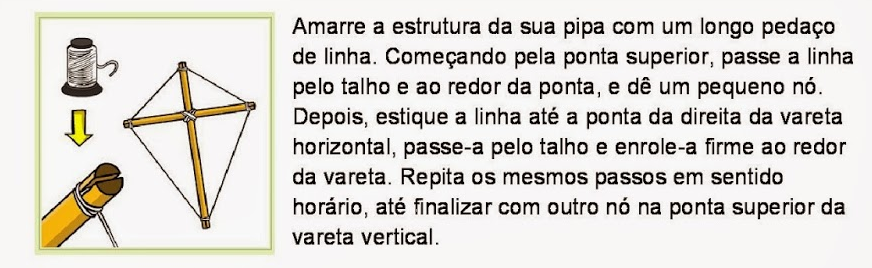 Amarre a estrutura da sua pipa com um longo pedaço
de linha. Começando pela ponta superior, passe a linha
pelo talho e ao redor da ponta, e dê um pequeno nó.
Depois, estique a linha até a ponta da direita da vareta
horizontal, passe-a pelo talho e enrole-a firme ao redor
da vareta. Repita os mesmos passos em sentido
horário, até finalizar com outro nó na ponta superior da
vareta vertical.